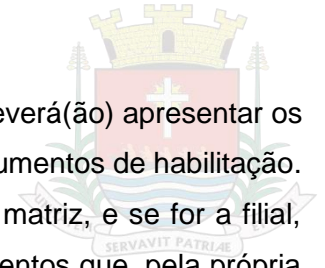 everá(ão) apresentar os
umentos de habilitação.
matriz, e se for a filial,
SERVAVIT PATRIAE
entos que, pela própria